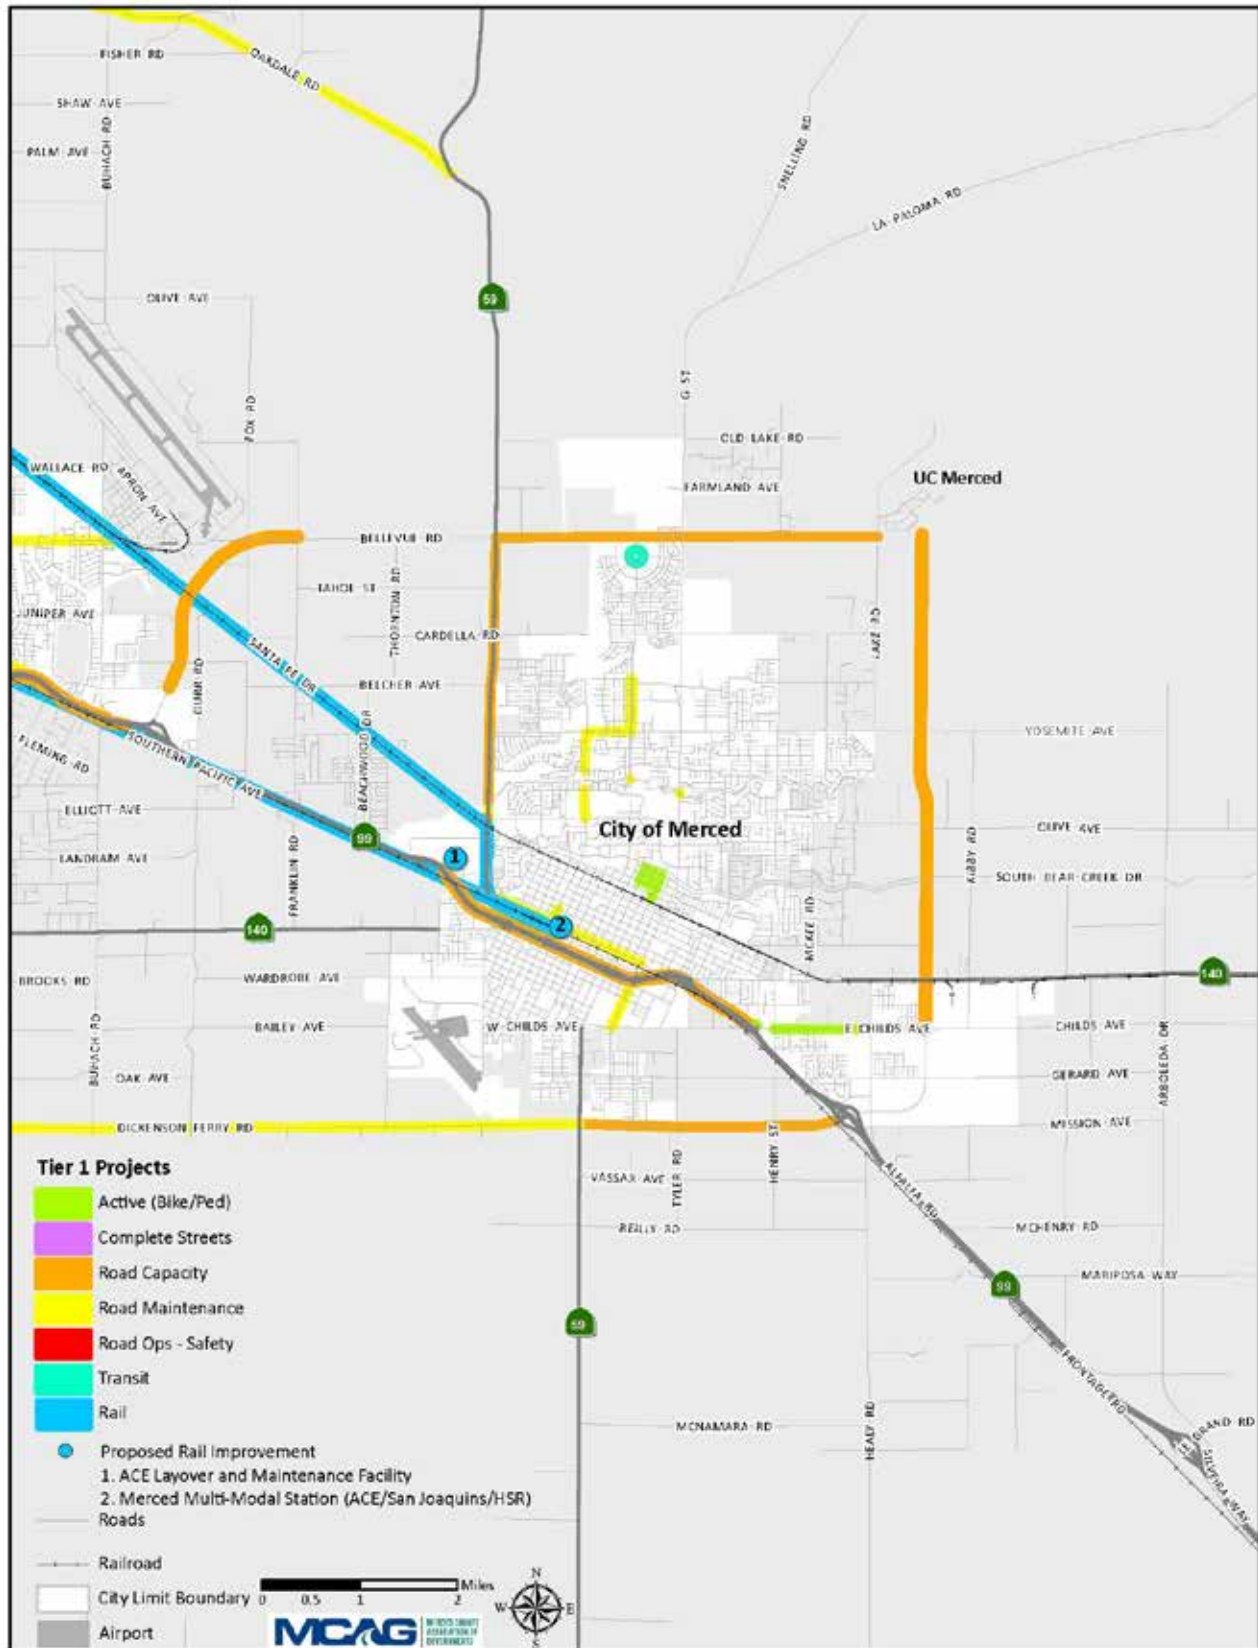 FISHER RD
OAKDALE RD
SHAW AVE
PALM AVE
BUHACH RD
SNELLING RD
LA PALOMA RD
OLIVE AVE
59
FOX RD
G ST
OLD LAKE RD
WALLACE RD
APRON AVE
FARMLAND AVE
UC Merced
BELLEVUE RD
TAHOE ST
THORNTON RD
JUNIPER AVE
CARDELLA RD
LAKE RD
SANTA FE DR
BELCHER AVE
GURR RD
YOSEMITE AVE
FLEMING RD
SOUTHERN PACIFIC AVE
BEACHWOOD DR
ELLIOTT AVE
99
1
City of Merced
OLIVE AVE
KIBBY RD
LANDRAM AVE
FRANKLIN RD
SOUTH BEAR CREEK DR
140
2
MCKEE RD
BROOKS RD
WARDROBE AVE
140
BUHACH RD
BAILEY AVE
W CHILDS AVE
E CHILDS AVE
CHILDS AVE
ARBOLEDA DR
OAK AVE
GERARD AVE
DICKENSON FERRY RD
HENRY ST
MISSION AVE
VASSAR AVE
TYLER RD
ALFALFA RD
REILLY RD
MCHENRY RD
MARIPOSA WAY
99
59
FRONTAGE RD
MCNAMARA RD
HEALY RD
GRAND RD
SILVEIRA WAY
Tier 1 Projects
Active (Bike/Ped)
Complete Streets
Road Capacity
Road Maintenance
Road Ops - Safety
Transit
Rail
Proposed Rail Improvement
1. ACE Layover and Maintenance Facility
2. Merced Multi-Modal Station (ACE/San Joaquins/HSR)
Roads
Railroad
City Limit Boundary
Airport
Miles
0 0.5 1 2
N
W E
S
MCAG
MERCED COUNTY
ASSOCIATION OF
GOVERNMENTS